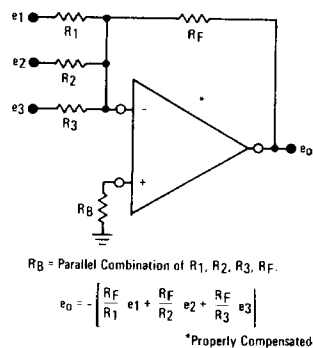 e1 R1 RF
e2 R2
e3 R3 - *
+ eo
RB
RB = Parallel Combination of R1, R2, R3, RF.
eo = -[RF/R1 e1 + RF/R2 e2 + RF/R3 e3]
*Properly Compensated